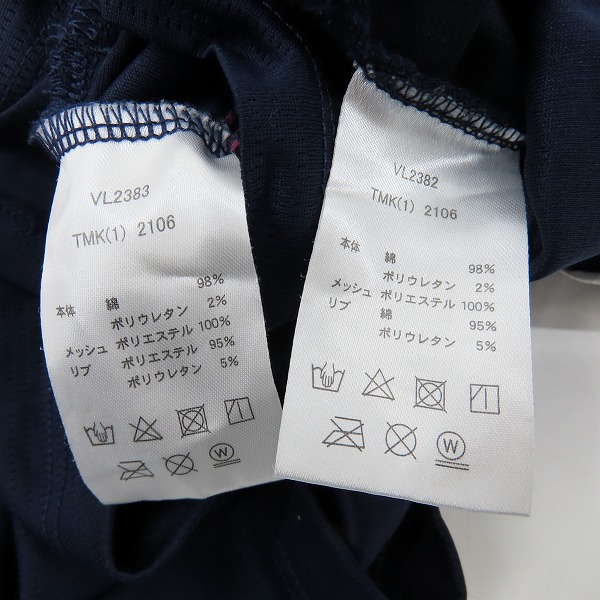 VL2383
TMK(1) 2106
本体 綿 98%
ポリウレタン 2%
メッシュ ポリエステル 100%
リブ ポリエステル 95%
ポリウレタン 5%
W
VL2382
TMK(1) 2106
本体 綿 98%
ポリウレタン 2%
メッシュ ポリエステル 100%
リブ 綿 95%
ポリウレタン 5%
W